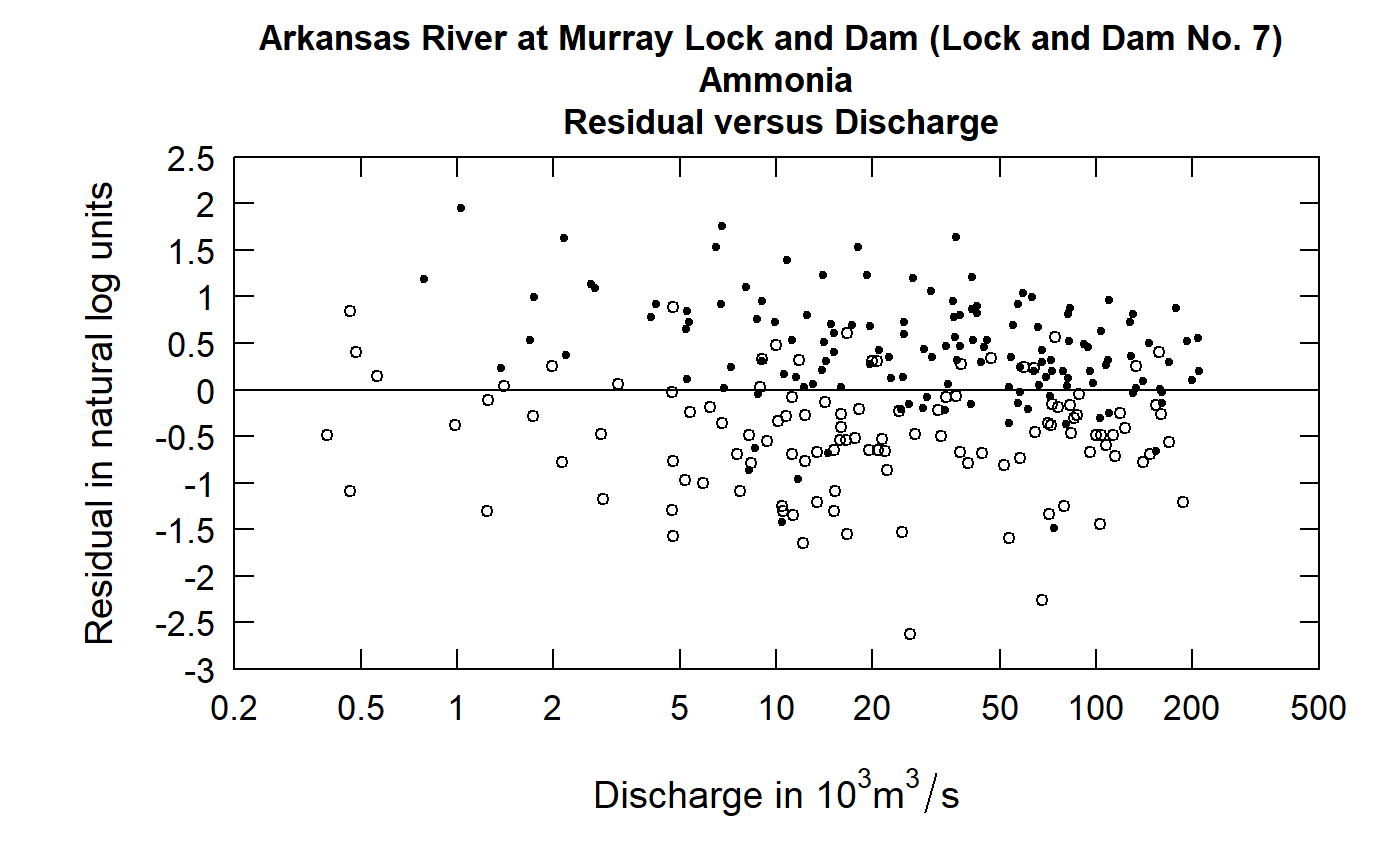 Arkansas River at Murray Lock and Dam (Lock and Dam No. 7)
Ammonia
Residual versus Discharge
Residual in natural log units
2.5
2
1.5
1
0.5
0
-0.5
-1
-1.5
-2
-2.5
-3
0.2 0.5 1 2 5 10 20 50 100 200 500
Discharge in 10³m³/s